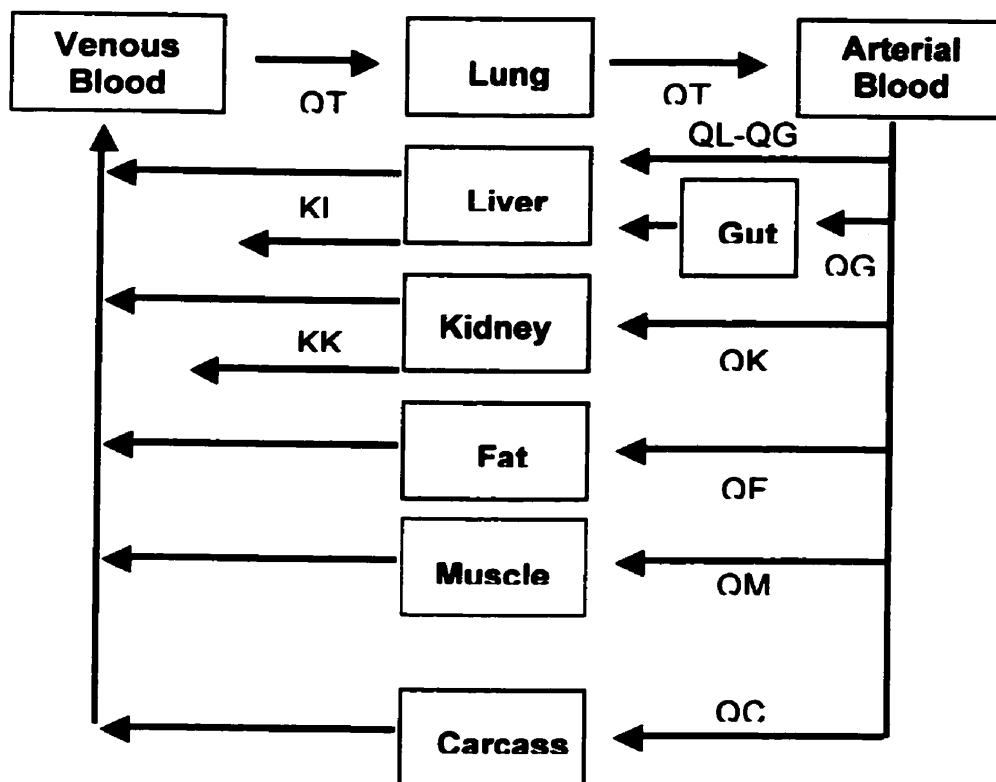 Venous
Blood
Lung
Arterial
Blood
QT
QT
QL-QG
Liver
KI
Gut
QG
Kidney
KK
QK
Fat
QF
Muscle
QM
QC
Carcass